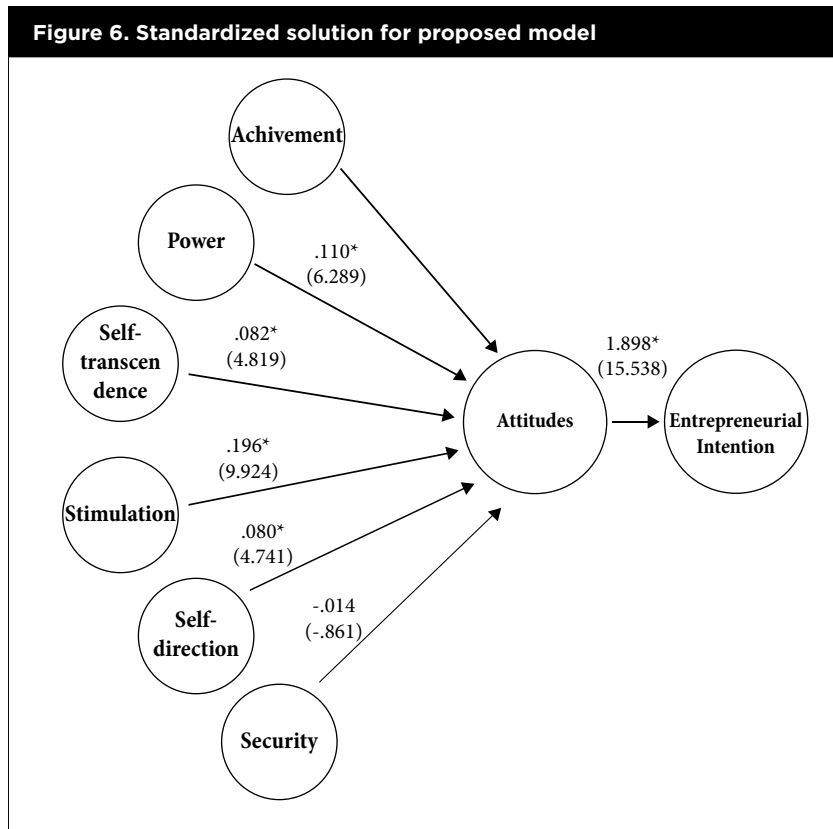 Figure 6. Standardized solution for proposed model
Achivement
Power
.110*
(6.289)
Self-
transcen
dence
.082*
(4.819)
1.898*
(15.538)
Attitudes
Entrepreneurial
Intention
.196*
(9.924)
Stimulation
.080*
(4.741)
Self-
direction
-.014
(-.861)
Security